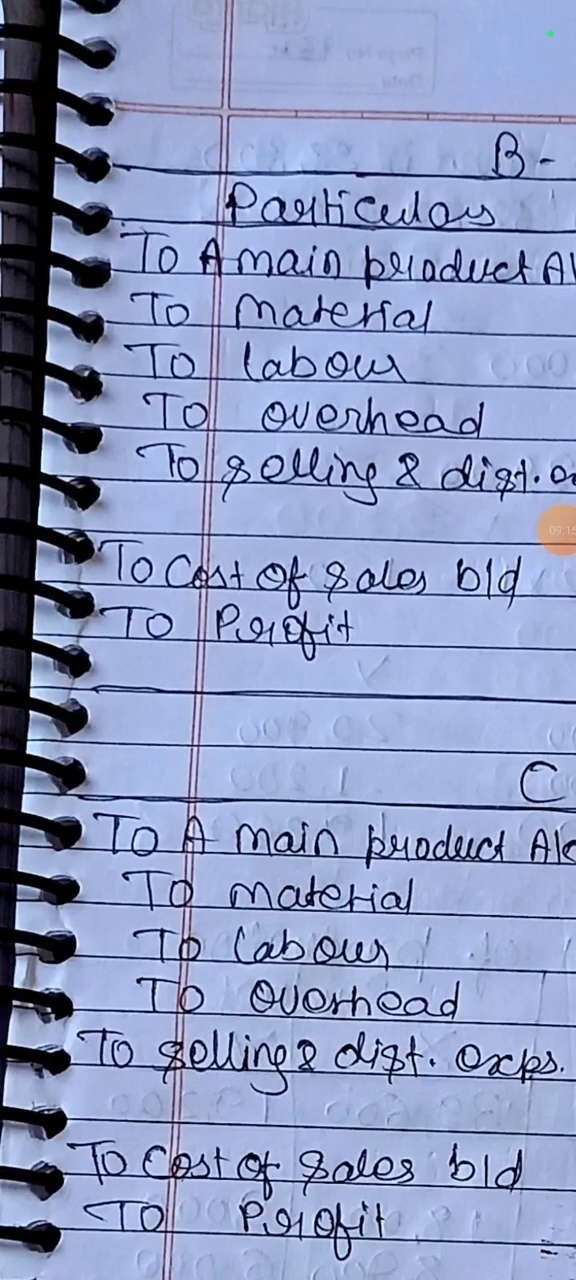 B-
Particulars
To A main product A/
To material
To labour
To overhead
To selling & dist. e
09:15
To Cost of sales b/d
To Profit
C
To A main product A/c
To material
To labour
To overhead
To selling & dist. exps.
To Cost of sales b/d
To Profit